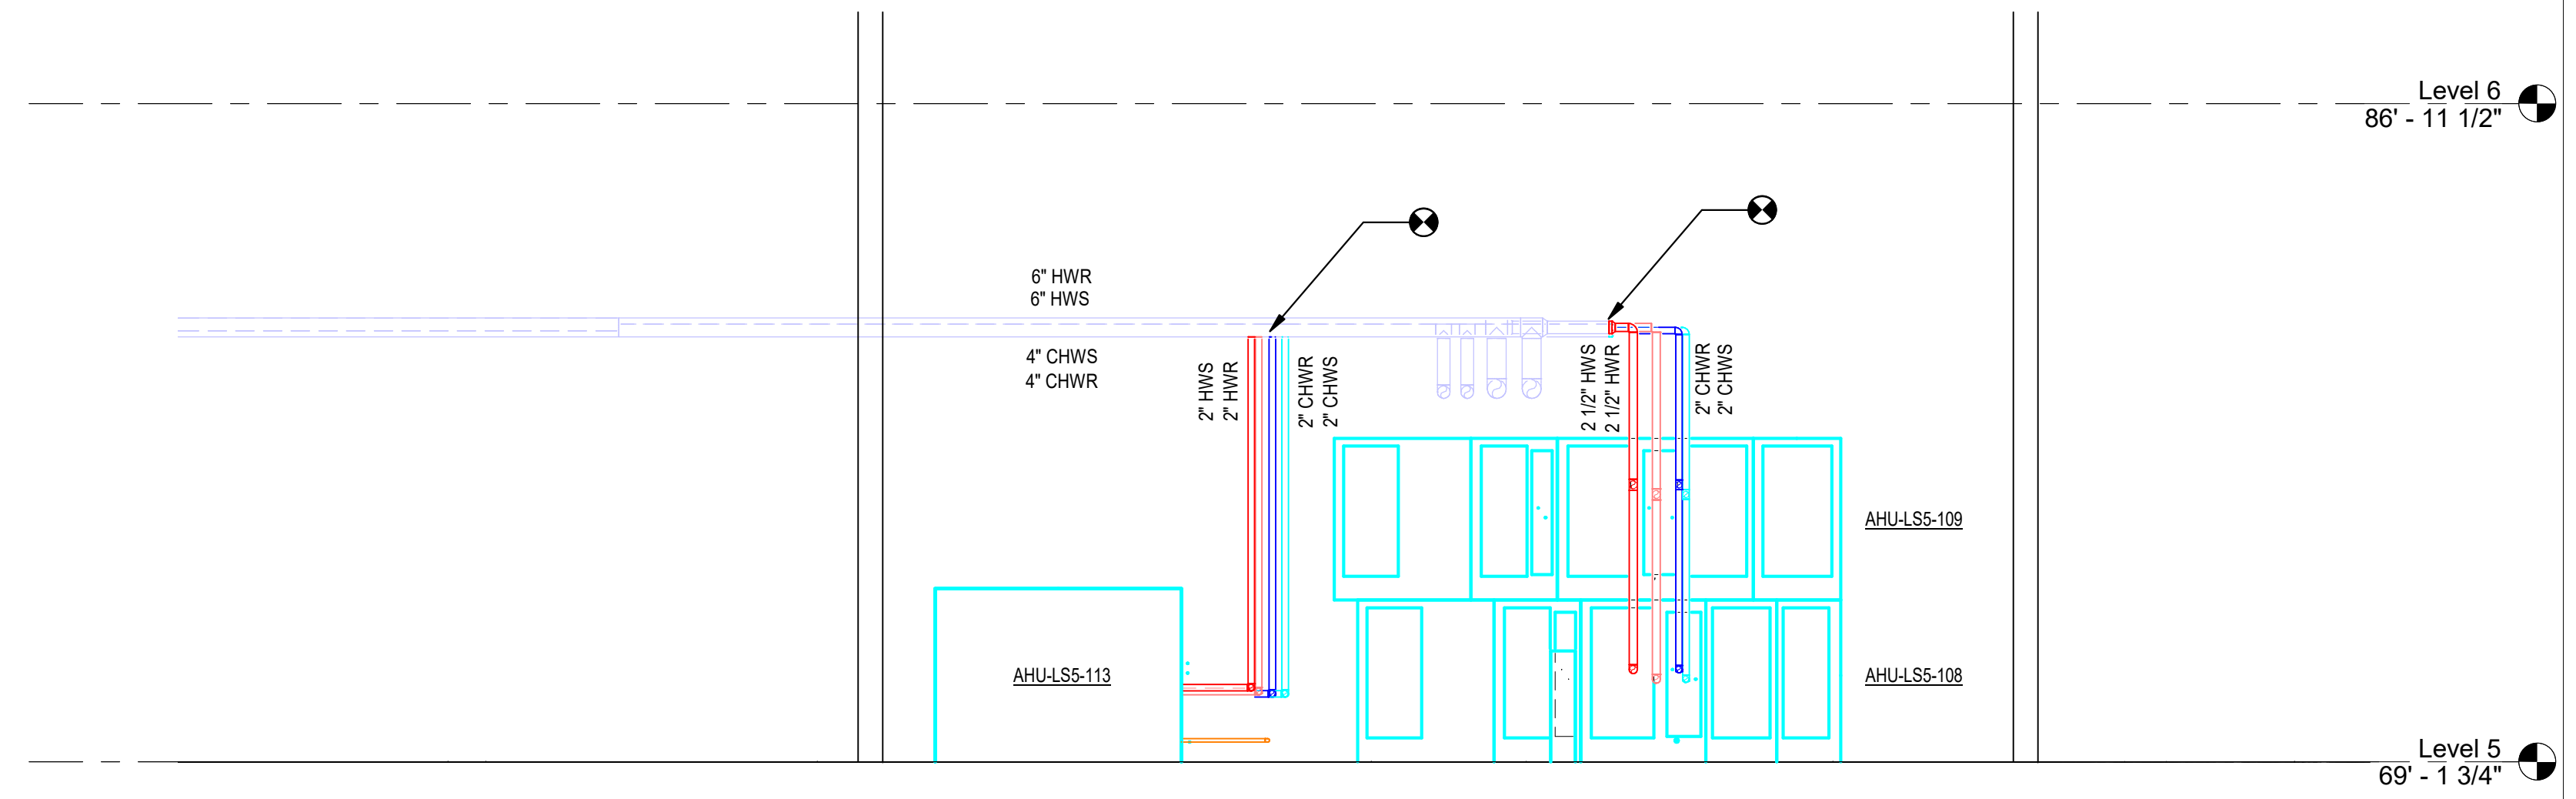 Level 6
86' - 11 1/2"
6" HWR
6" HWS
4" CHWS
4" CHWR
2" HWS
2" HWR
2" CHWR
2" CHWS
2 1/2" HWS
2 1/2" HWR
2" CHWR
2" CHWS
AHU-LS5-109
AHU-LS5-113
AHU-LS5-108
Level 5
69' - 1 3/4"